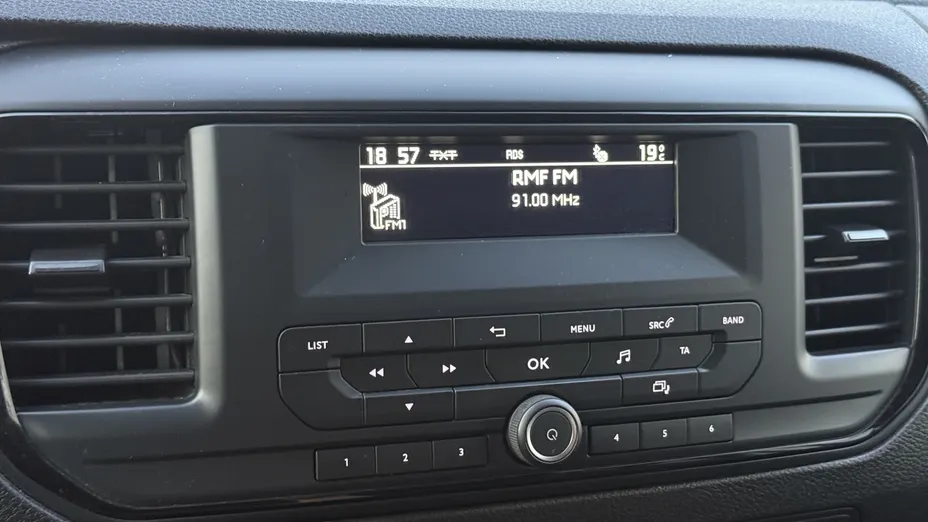 18 57 TXT RDS 19°C
RMF FM
91.00 MHz
FM1
LIST MENU SRC BAND
OK TA
1 2 3 4 5 6